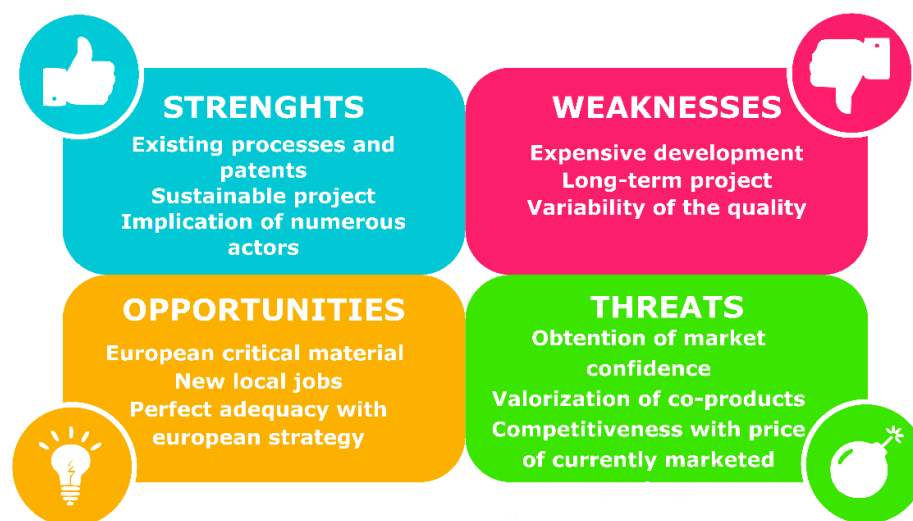 STRENGHTS
Existing processes and
patents
Sustainable project
Implication of numerous
actors
WEAKNESSES
Expensive development
Long-term project
Variability of the quality
OPPORTUNITIES
European critical material
New local jobs
Perfect adequacy with
european strategy
THREATS
Obtention of market
confidence
Valorization of co-products
Competitiveness with price
of currently marketed